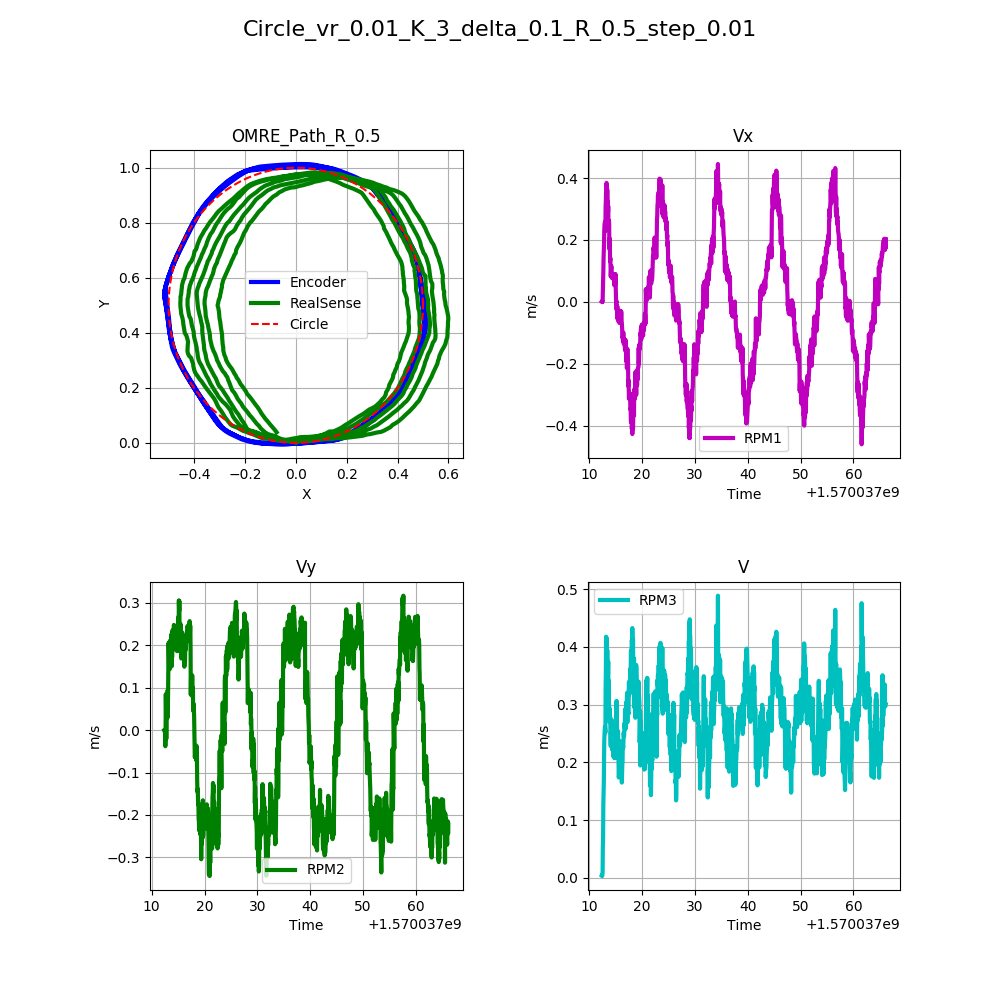 Circle_vr_0.01_K_3_delta_0.1_R_0.5_step_0.01
OMRE_Path_R_0.5
1.0
0.8
0.6
0.4
0.2
0.0
Y
Encoder
RealSense
Circle
−0.4 −0.2 0.0 0.2 0.4 0.6
X
Vx
0.4
0.2
0.0
−0.2
−0.4
m/s
RPM1
10 20 30 40 50 60
Time
+1.570037e9
Vy
0.3
0.2
0.1
0.0
−0.1
−0.2
−0.3
m/s
RPM2
10 20 30 40 50 60
Time
+1.570037e9
V
0.5
0.4
0.3
0.2
0.1
0.0
m/s
RPM3
10 20 30 40 50 60
Time
+1.570037e9